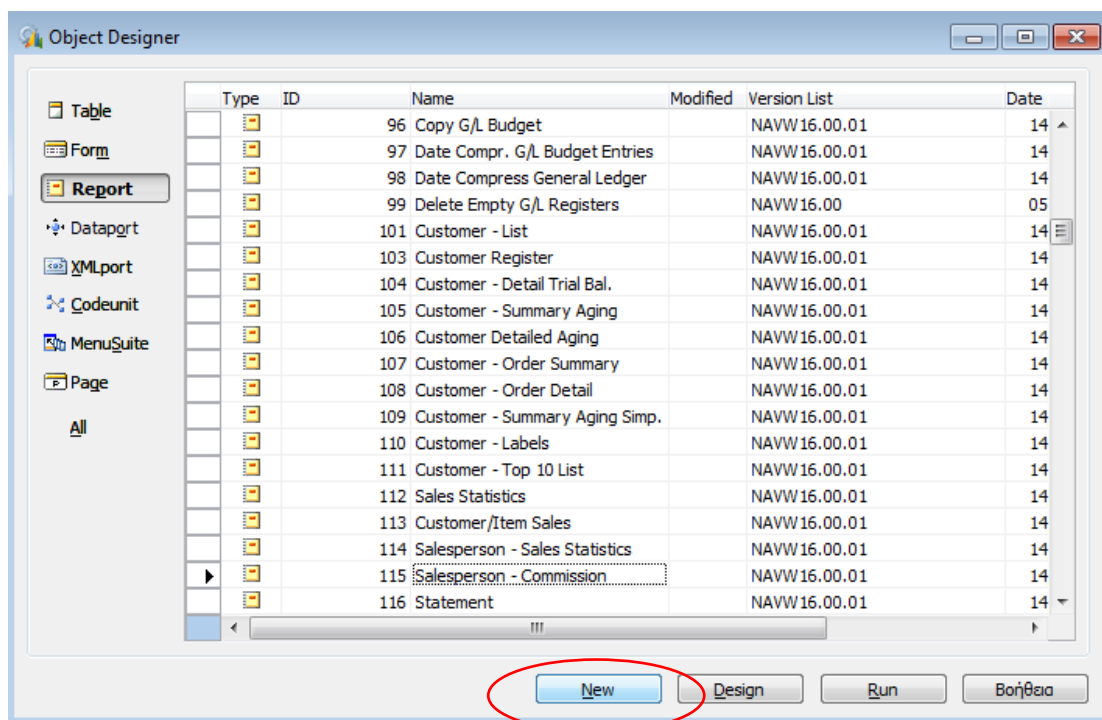 Object Designer
Type ID Name Modified Version List Date
Table
Form
Report
Dataport
XMLport
Codeunit
MenuSuite
Page
All
96 Copy G/L Budget NAVW16.00.01 14
97 Date Compr. G/L Budget Entries NAVW16.00.01 14
98 Date Compress General Ledger NAVW16.00.01 14
99 Delete Empty G/L Registers NAVW16.00 05
101 Customer - List NAVW16.00.01 14
103 Customer Register NAVW16.00.01 14
104 Customer - Detail Trial Bal. NAVW16.00.01 14
105 Customer - Summary Aging NAVW16.00.01 14
106 Customer Detailed Aging NAVW16.00.01 14
107 Customer - Order Summary NAVW16.00.01 14
108 Customer - Order Detail NAVW16.00.01 14
109 Customer - Summary Aging Simp. NAVW16.00.01 14
110 Customer - Labels NAVW16.00.01 14
111 Customer - Top 10 List NAVW16.00.01 14
112 Sales Statistics NAVW16.00.01 14
113 Customer/Item Sales NAVW16.00.01 14
114 Salesperson - Sales Statistics NAVW16.00.01 14
115 Salesperson - Commission NAVW16.00.01 14
116 Statement NAVW16.00.01 14
New Design Run Βοήθεια